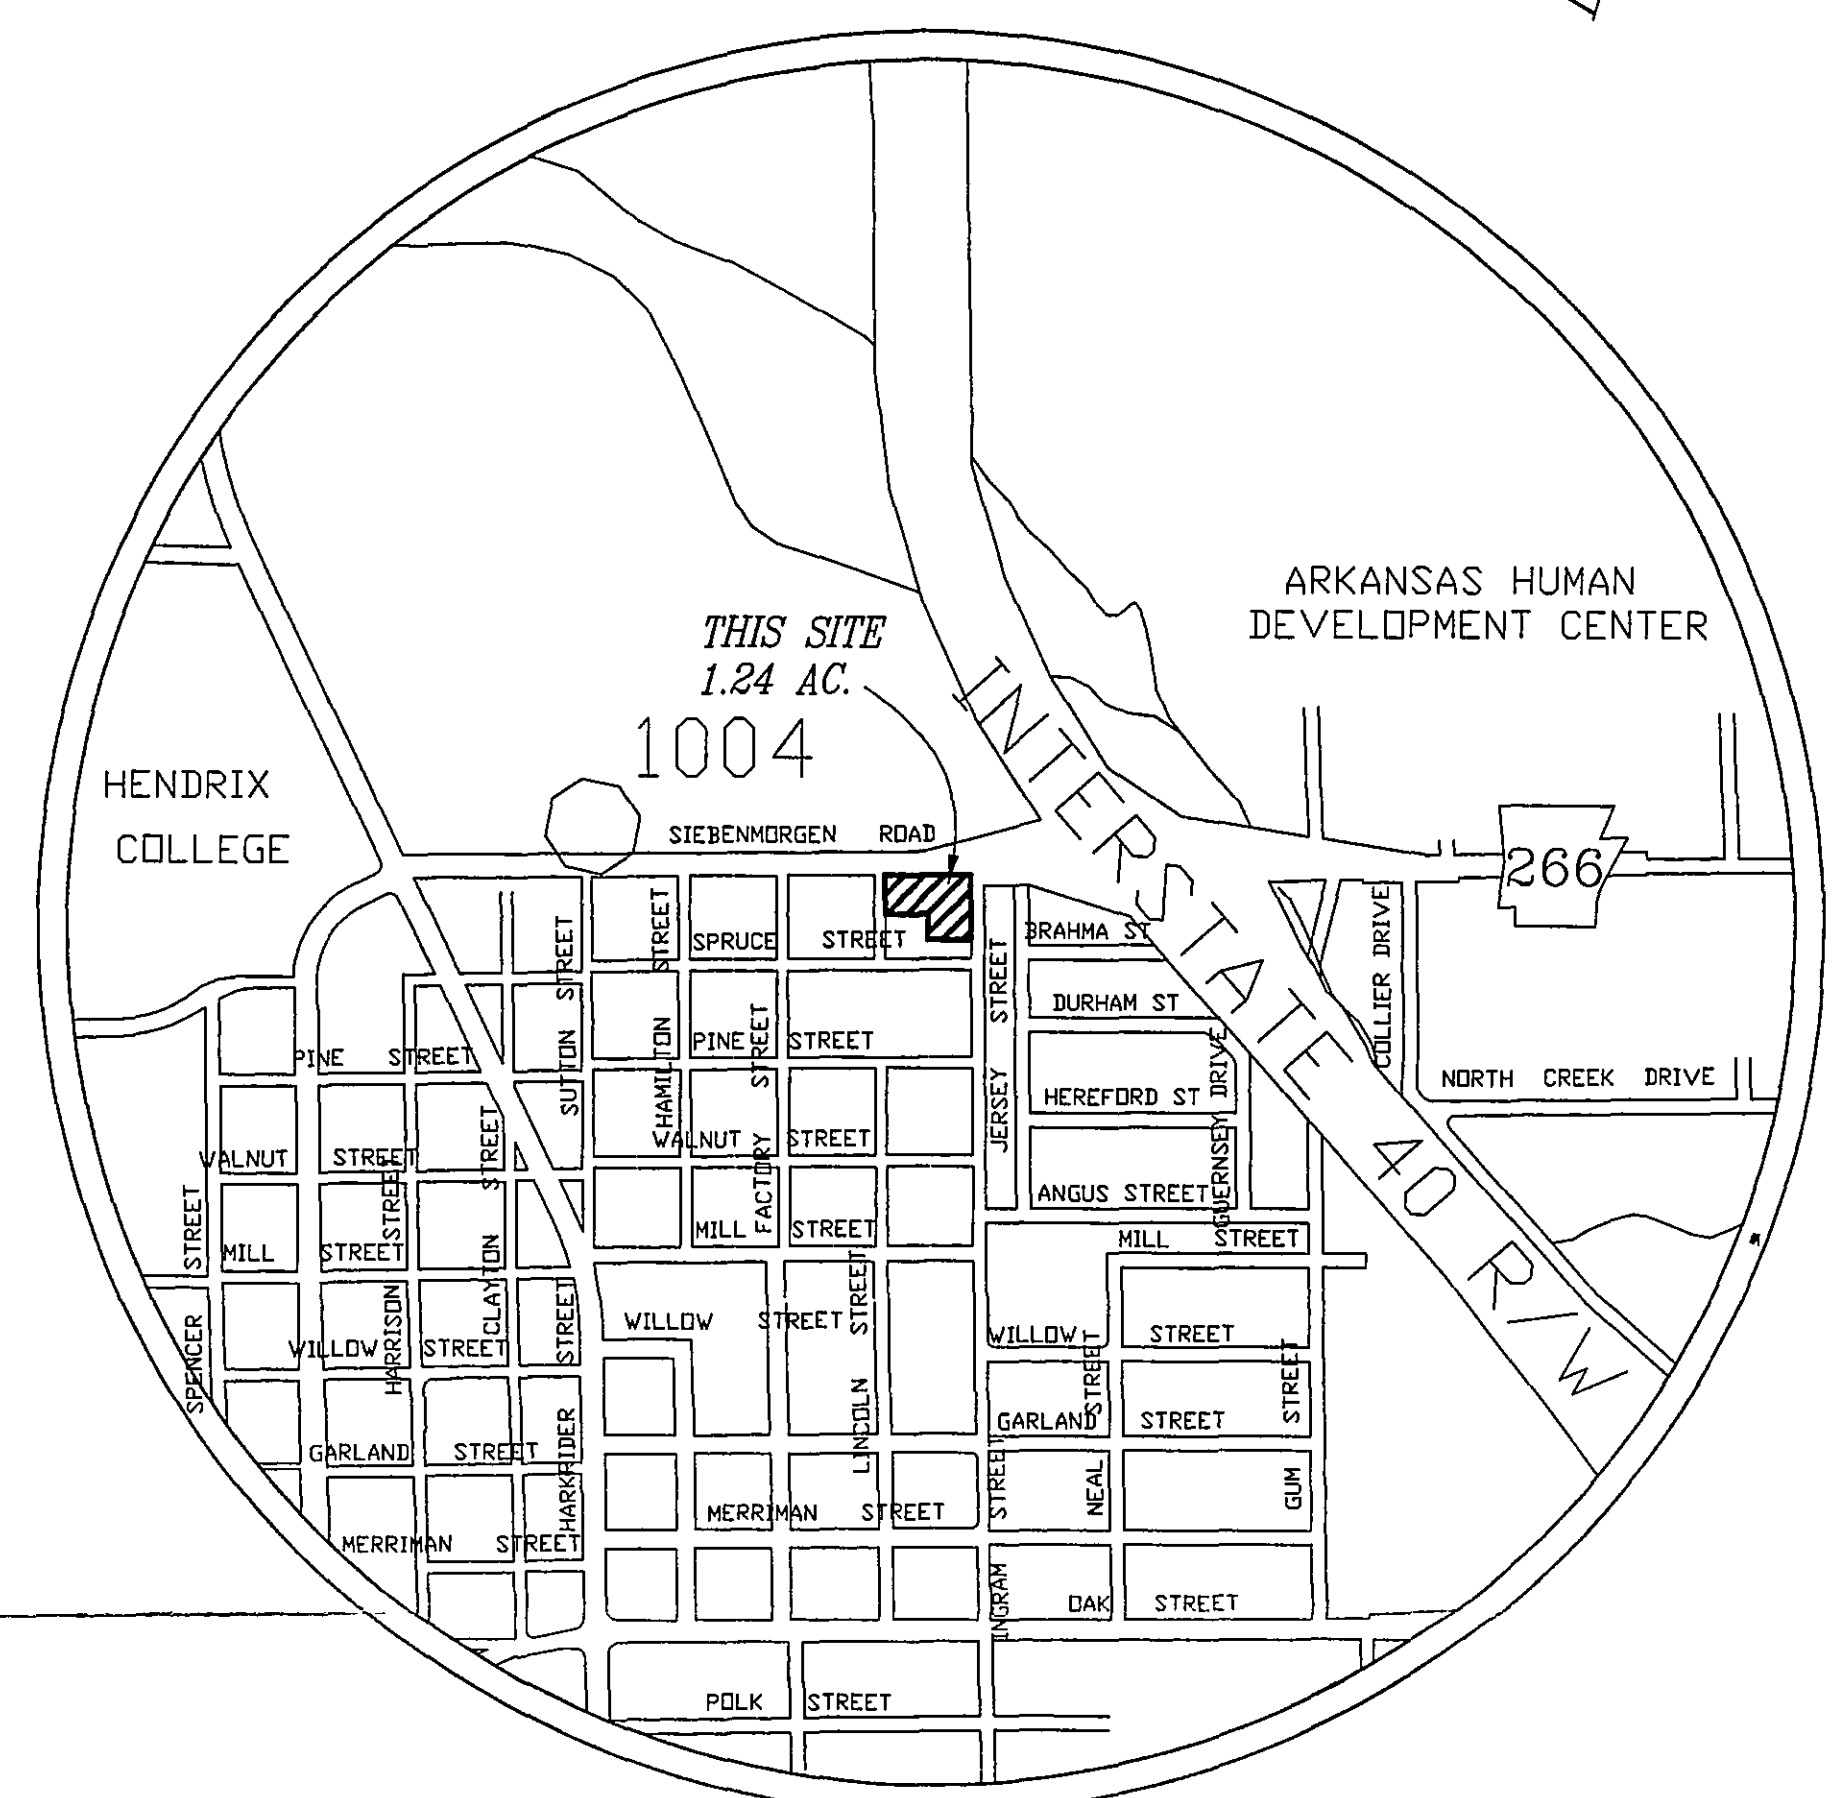 ARKANSAS HUMAN
DEVELOPMENT CENTER
THIS SITE
1.24 AC.
1004
HENDRIX
COLLEGE
SIEBENMORGEN ROAD
266
INTERSTATE 40 R/W
SPRUCE STREET
BRAHMA ST
DURHAM ST
PINE STREET
PINE STREET
HEREFORD ST
NORTH CREEK DRIVE
WALNUT STREET
WALNUT STREET
ANGUS STREET
MILL STREET
MILL STREET
MILL STREET
WILLOW STREET
WILLOW STREET
WILLOW STREET
GARLAND STREET
GARLAND STREET
MERRIMAN STREET
MERRIMAN STREET
OAK STREET
POLK STREET
SPENCER STREET
HARRISON STREET
CLAYTON STREET
HARKRIDER STREET
SUTTON STREET
HAMILTON STREET
FACTORY STREET
LINCOLN STREET
JERSEY STREET
INGRAM STREET
NEAL STREET
GUERNSEY DRIVE
GUM STREET
COLLIER DRIVE